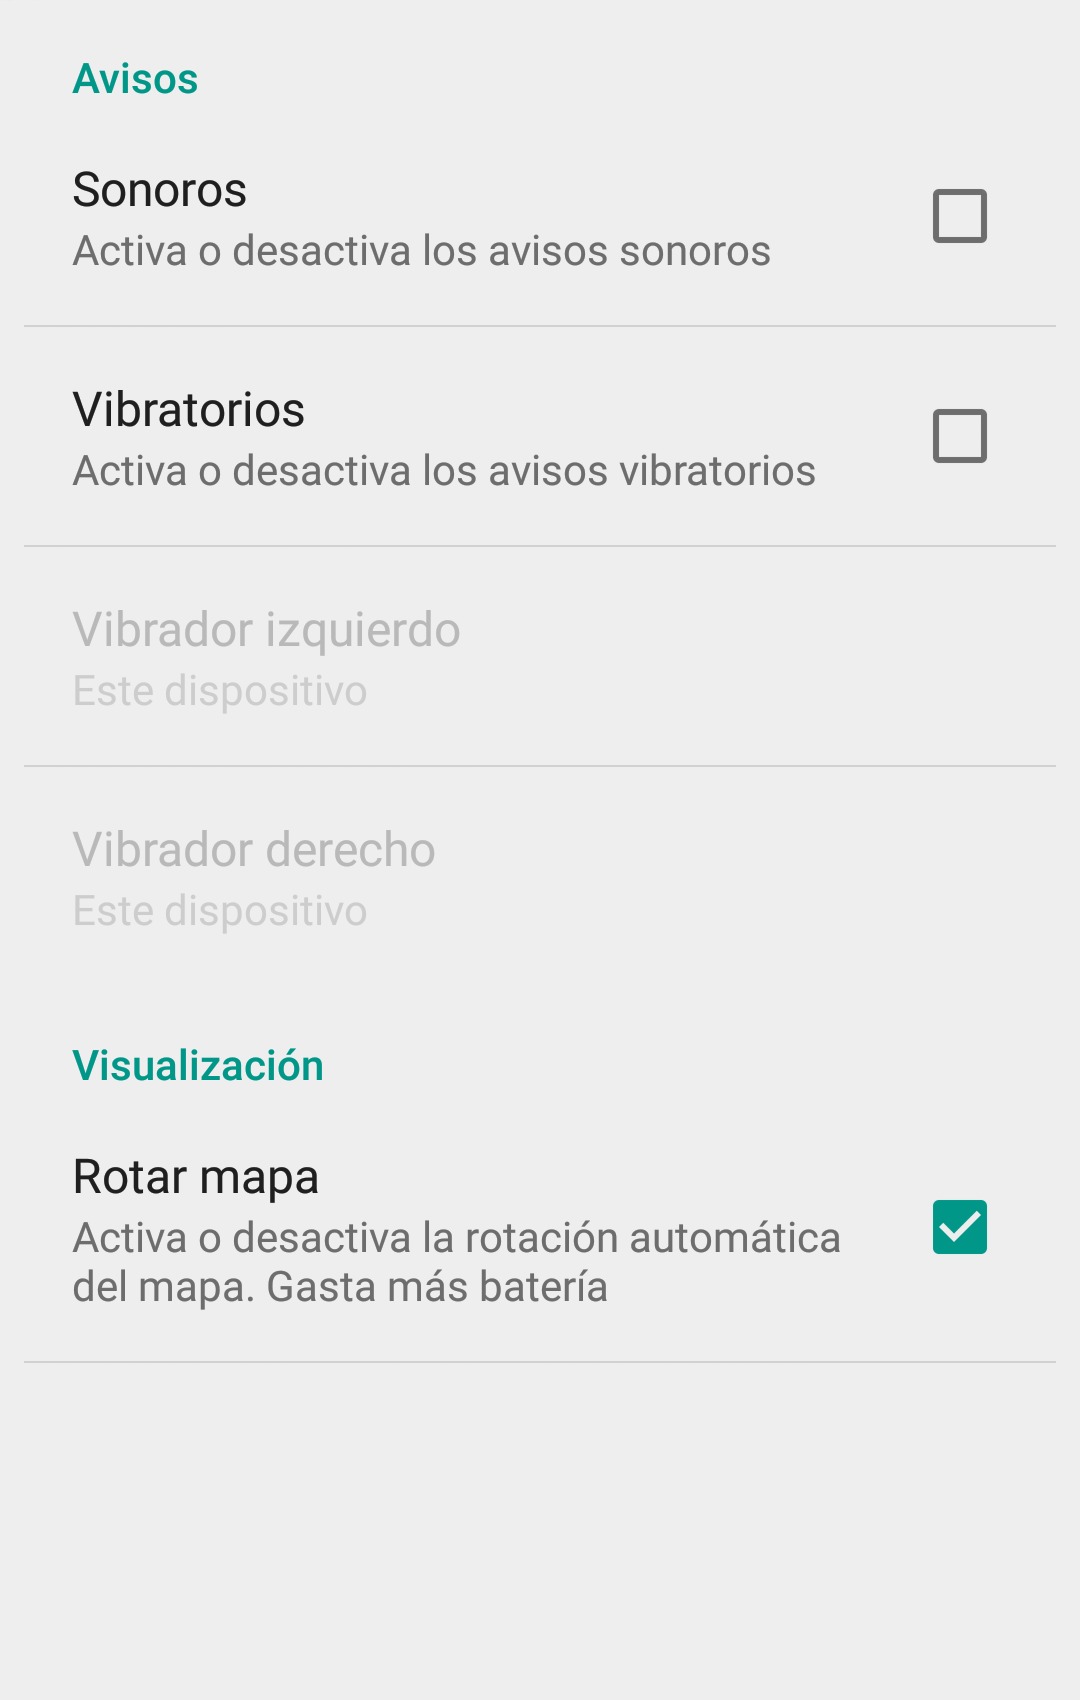 Avisos
Sonoros
Activa o desactiva los avisos sonoros
Vibratorios
Activa o desactiva los avisos vibratorios
Vibrador izquierdo
Este dispositivo
Vibrador derecho
Este dispositivo
Visualización
Rotar mapa
Activa o desactiva la rotación automática
del mapa. Gasta más batería